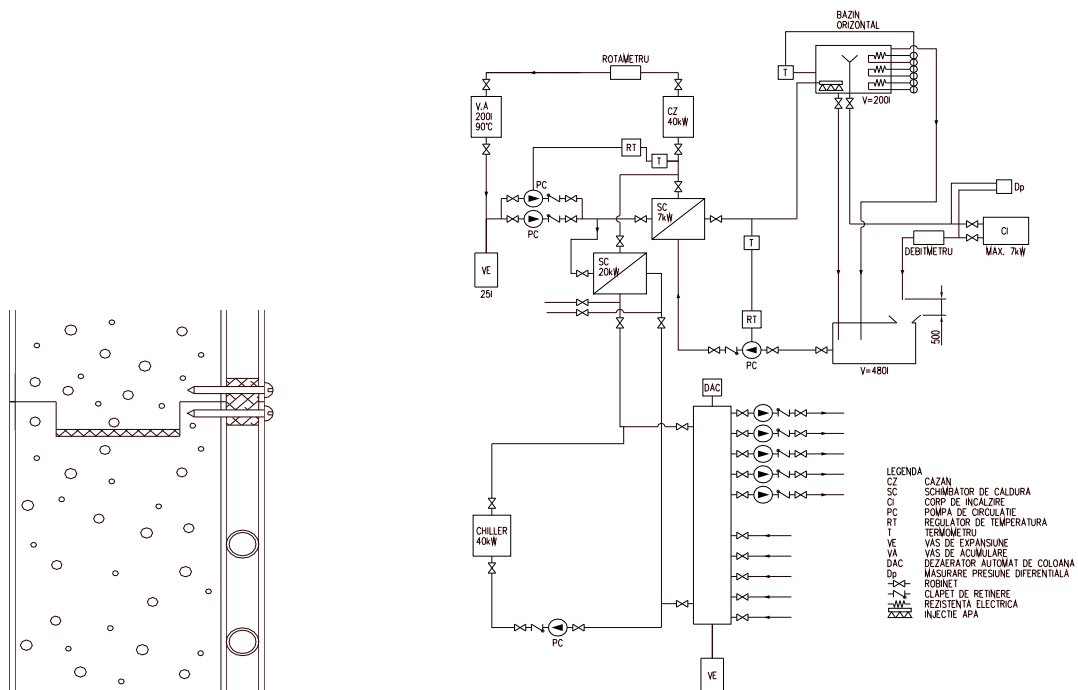 BAZIN
ORIZONTAL
ROTAMETRU
T
V=200l
V.A
200l
90°C
CZ
40kW
RT
T
PC
PC
SC
7kW
Dp
DEBITMETRU
CI
MAX. 7kW
T
VE
25l
SC
20kW
RT
PC
500
V=480l
DAC
CHILLER
40kW
PC
VE
LEGENDA
CZ CAZAN
SC SCHIMBATOR DE CALDURA
CI CORP DE INCALZIRE
PC POMPA DE CIRCULATIE
RT REGULATOR DE TEMPERATURA
T TERMOMETRU
VE VAS DE EXPANSIUNE
VA VAS DE ACUMULARE
DAC DEZAERATOR AUTOMAT DE COLOANA
Dp MASURARE PRESIUNE DIFERENTIALA
ROBINET
CLAPET DE RETINERE
REZISTENTA ELECTRICA
INJECTIE APA